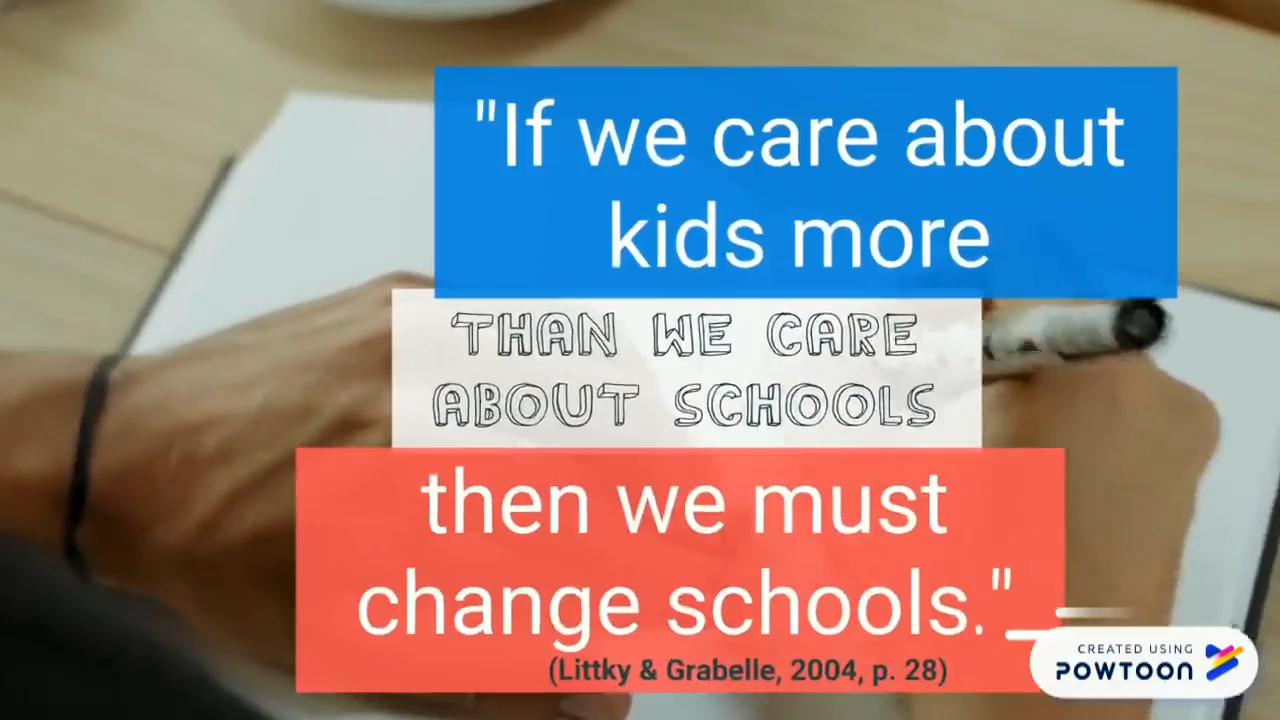 "If we care about
kids more
THAN WE CARE
ABOUT SCHOOLS
then we must
change schools."
(Littky & Grabelle, 2004, p. 28)
CREATED USING
POWTOON